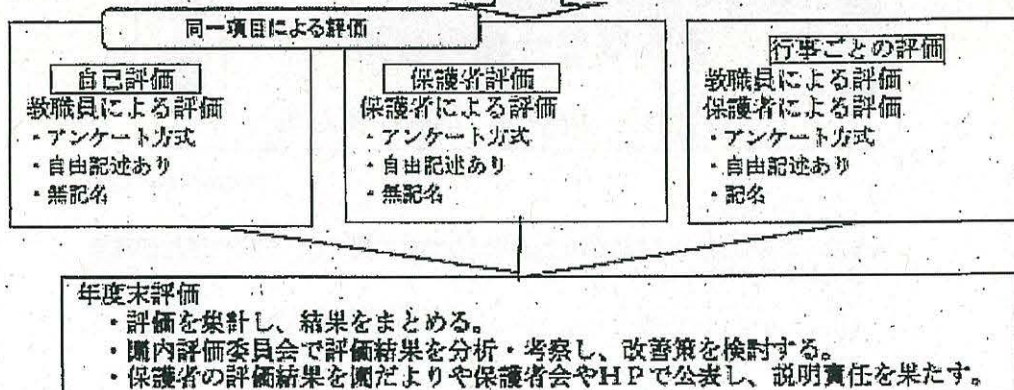 同一項目による評価
自己評価
教職員による評価
・アンケート方式
・自由記述あり
・無記名
保護者評価
保護者による評価
・アンケート方式
・自由記述あり
・無記名
行事ごとの評価
教職員による評価
保護者による評価
・アンケート方式
・自由記述あり
・記名
年度末評価
・評価を集計し、結果をまとめる。
・園内評価委員会で評価結果を分析・考察し、改善策を検討する。
・保護者の評価結果を園だよりや保護者会やHPで公表し、説明責任を果たす。